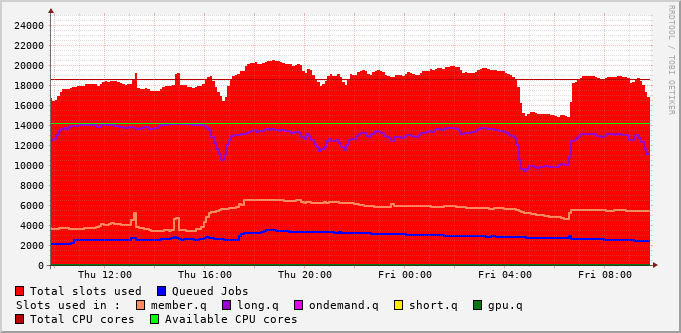 24000
22000
20000
18000
16000
14000
12000
10000
8000
6000
4000
2000
0
Thu 12:00 Thu 16:00 Thu 20:00 Fri 00:00 Fri 04:00 Fri 08:00
Total slots used Queued Jobs
Slots used in : member.q long.q ondemand.q short.q gpu.q
Total CPU cores Available CPU cores
RRDTOOL / TOBI OETIKER